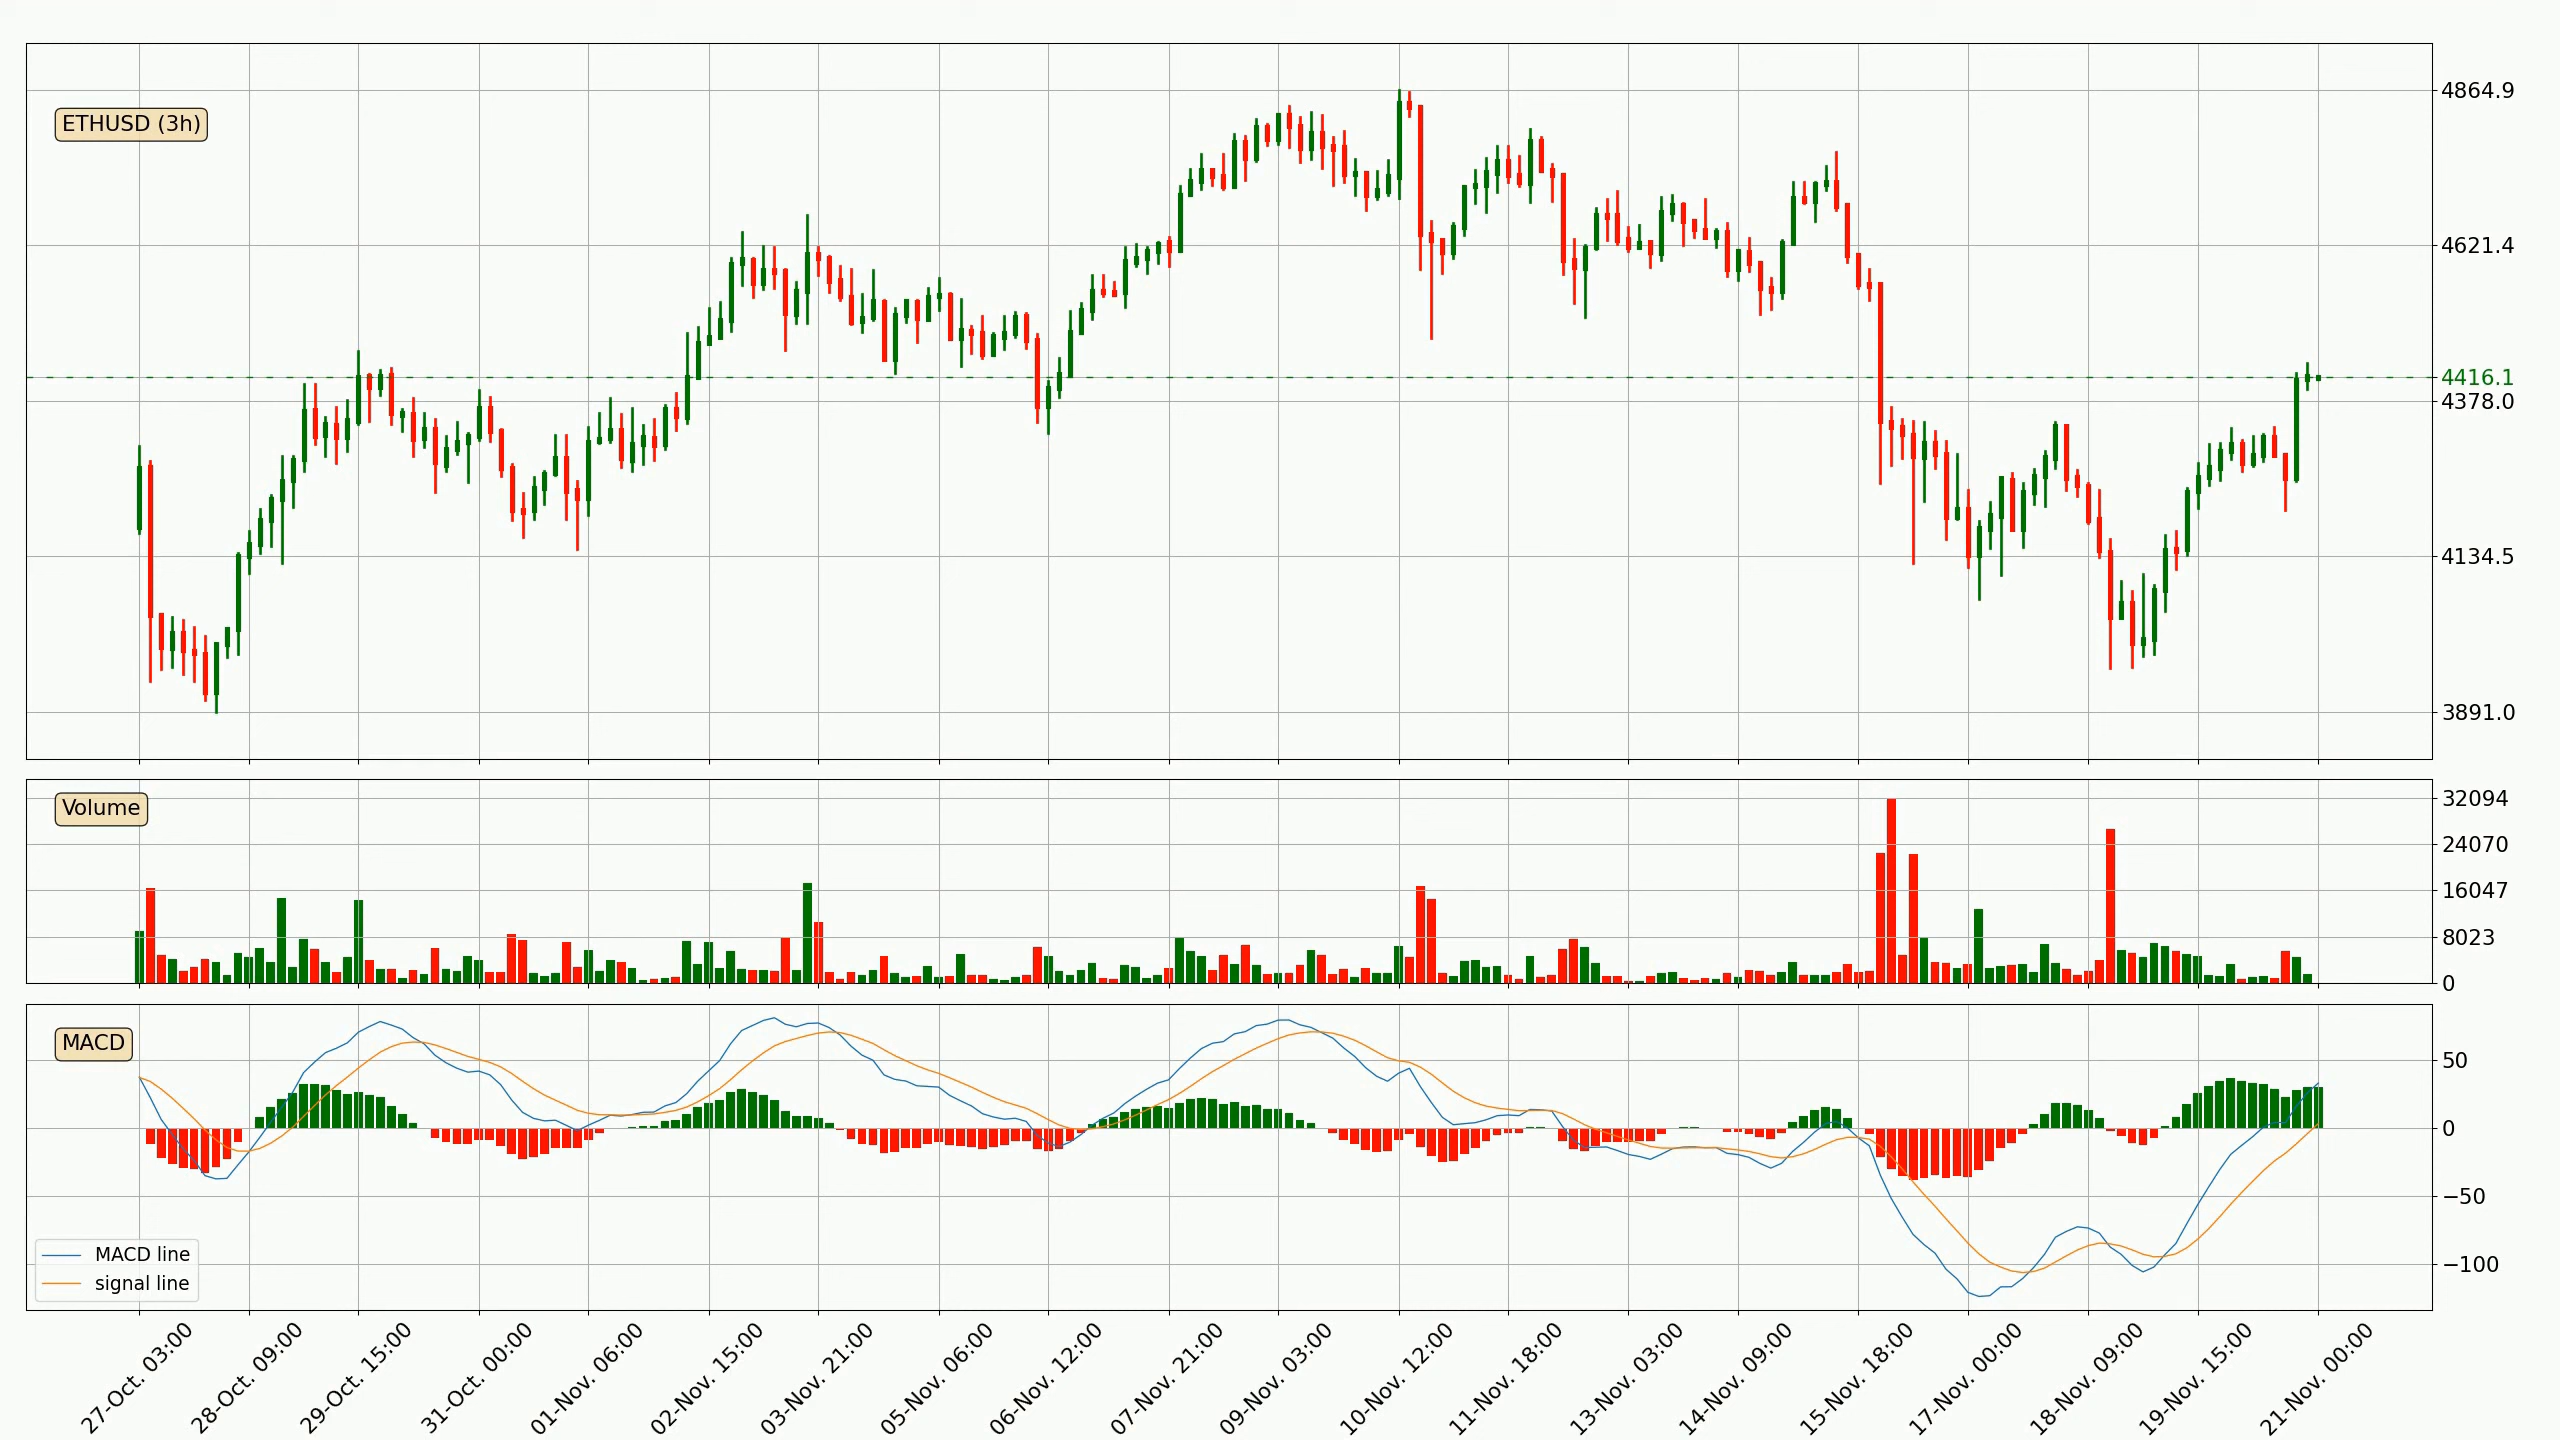 4864.9
ETHUSD (3h)
4621.4
4416.1
4378.0
4134.5
3891.0
Volume
32094
24070
16047
8023
0
MACD
50
0
−50
−100
MACD line
signal line
27-Oct. 03:00
28-Oct. 09:00
29-Oct. 15:00
31-Oct. 00:00
01-Nov. 06:00
02-Nov. 15:00
03-Nov. 21:00
05-Nov. 06:00
06-Nov. 12:00
07-Nov. 21:00
09-Nov. 03:00
10-Nov. 12:00
11-Nov. 18:00
13-Nov. 03:00
14-Nov. 09:00
15-Nov. 18:00
17-Nov. 00:00
18-Nov. 09:00
19-Nov. 15:00
21-Nov. 00:00